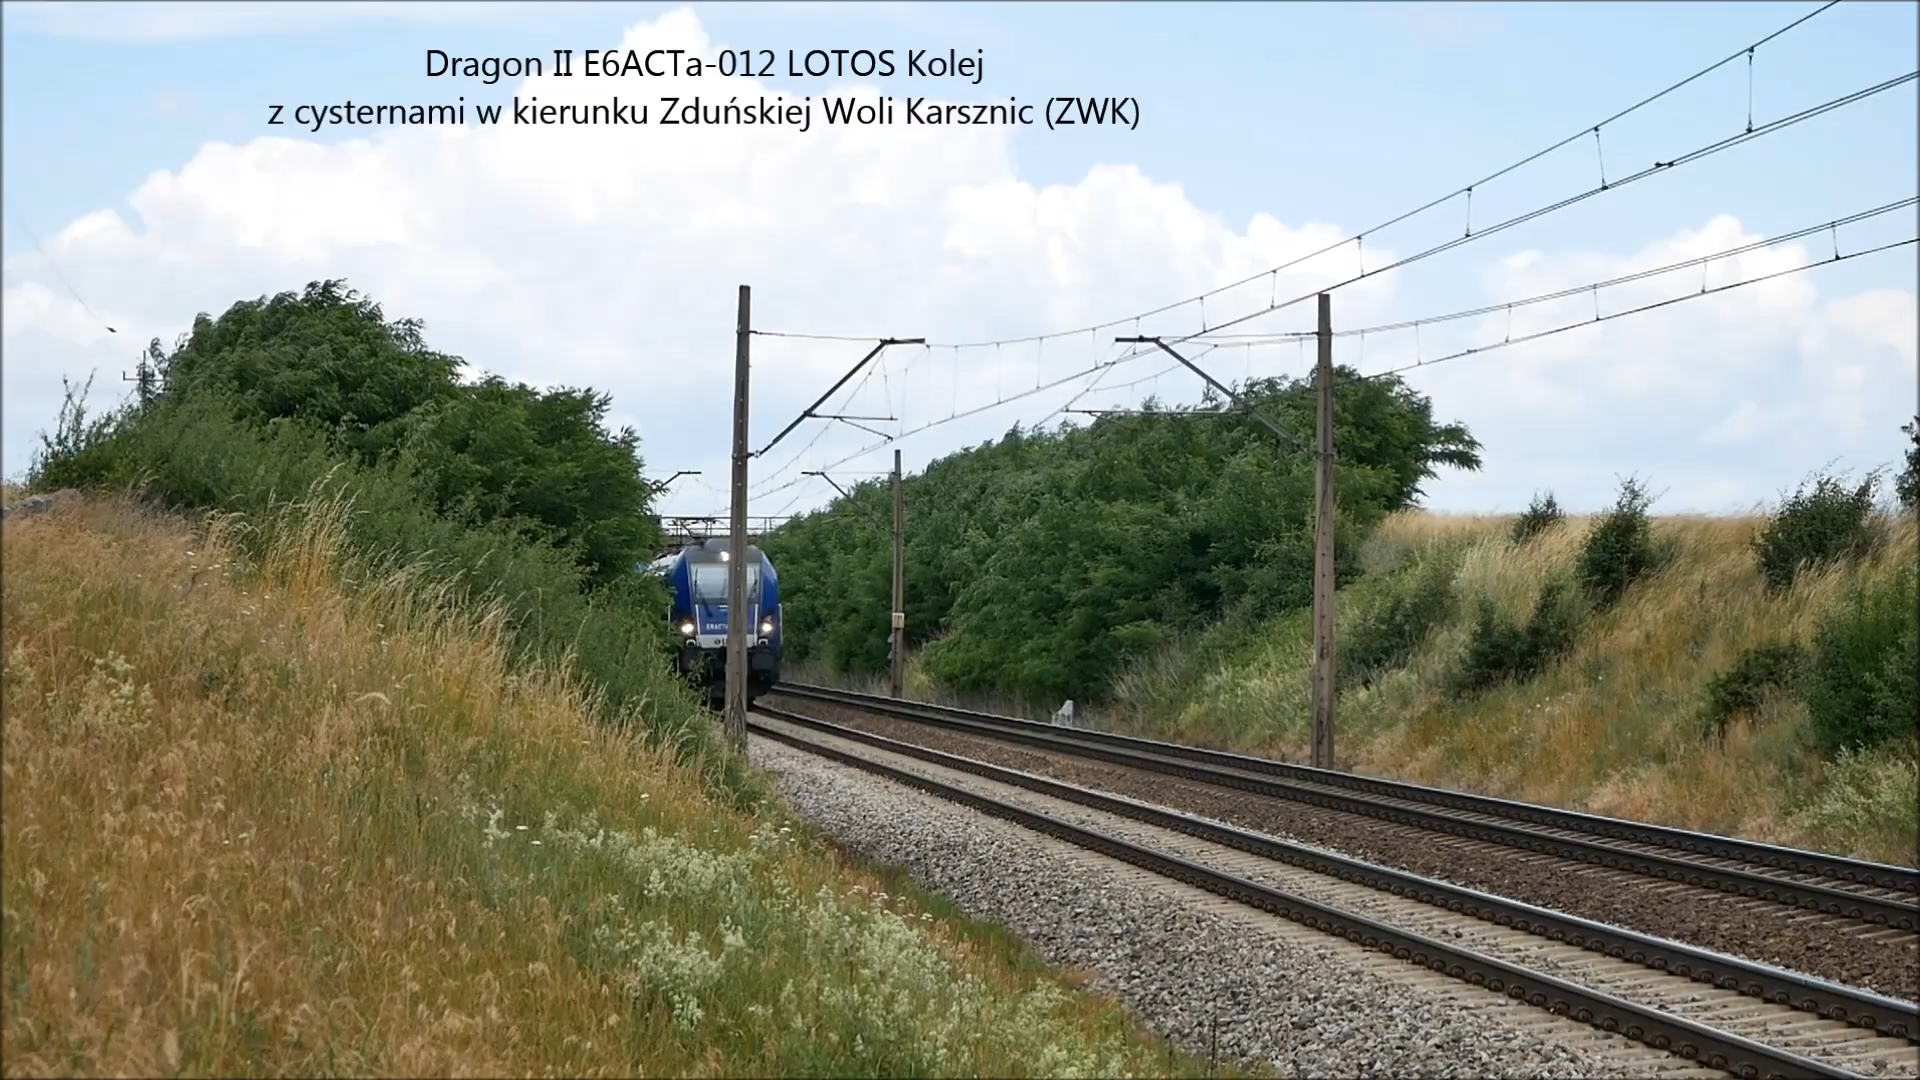 Dragon II E6ACTa-012 LOTOS Kolej
z cysternami w kierunku Zduńskiej Woli Karsznic (ZWK)